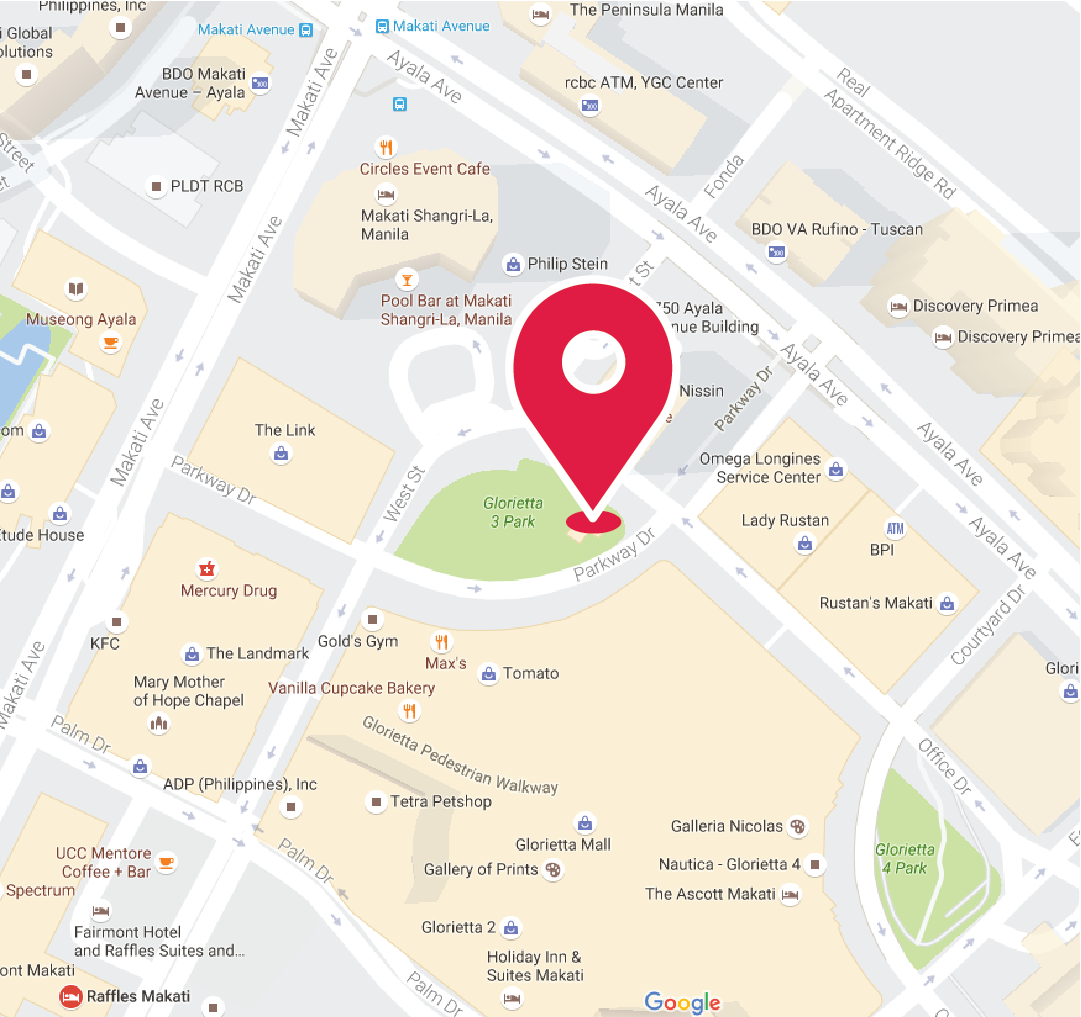 Philippines, Inc
The Peninsula Manila
Makati Avenue
Makati Avenue
Global
olutions
BDO Makati
Avenue – Ayala
Makati Ave
Ayala Ave
rcbc ATM, YGC Center
Real
Apartment Ridge Rd
Street
PLDT RCB
Circles Event Cafe
Makati Shangri-La,
Manila
Fonda
Ayala Ave
BDO VA Rufino - Tuscan
Makati Ave
Philip Stein
t St
Museong Ayala
Pool Bar at Makati
Shangri-La, Manila
750 Ayala
nue Building
Discovery Primea
Discovery Primea
Ayala Ave
Nissin
Parkway Dr
om
The Link
Makati Ave
Ayala Ave
Parkway Dr
West St
Omega Longines
Service Center
Glorietta
3 Park
Lady Rustan
ATM
BPI
Etude House
Parkway Dr
Ayala Ave
Mercury Drug
Rustan's Makati
Courtyard Dr
KFC
Gold's Gym
The Landmark
Max's
Tomato
Glori
Makati Ave
Mary Mother
of Hope Chapel
Vanilla Cupcake Bakery
Palm Dr
Glorietta Pedestrian Walkway
Office Dr
ADP (Philippines), Inc
Tetra Petshop
Glorietta Mall
Galleria Nicolas
UCC Mentore
Coffee + Bar
Palm Dr
Gallery of Prints
Nautica - Glorietta 4
Glorietta
4 Park
Spectrum
The Ascott Makati
Fairmont Hotel
and Raffles Suites and...
Glorietta 2
Holiday Inn &
Suites Makati
ont Makati
Raffles Makati
Palm Dr
Google